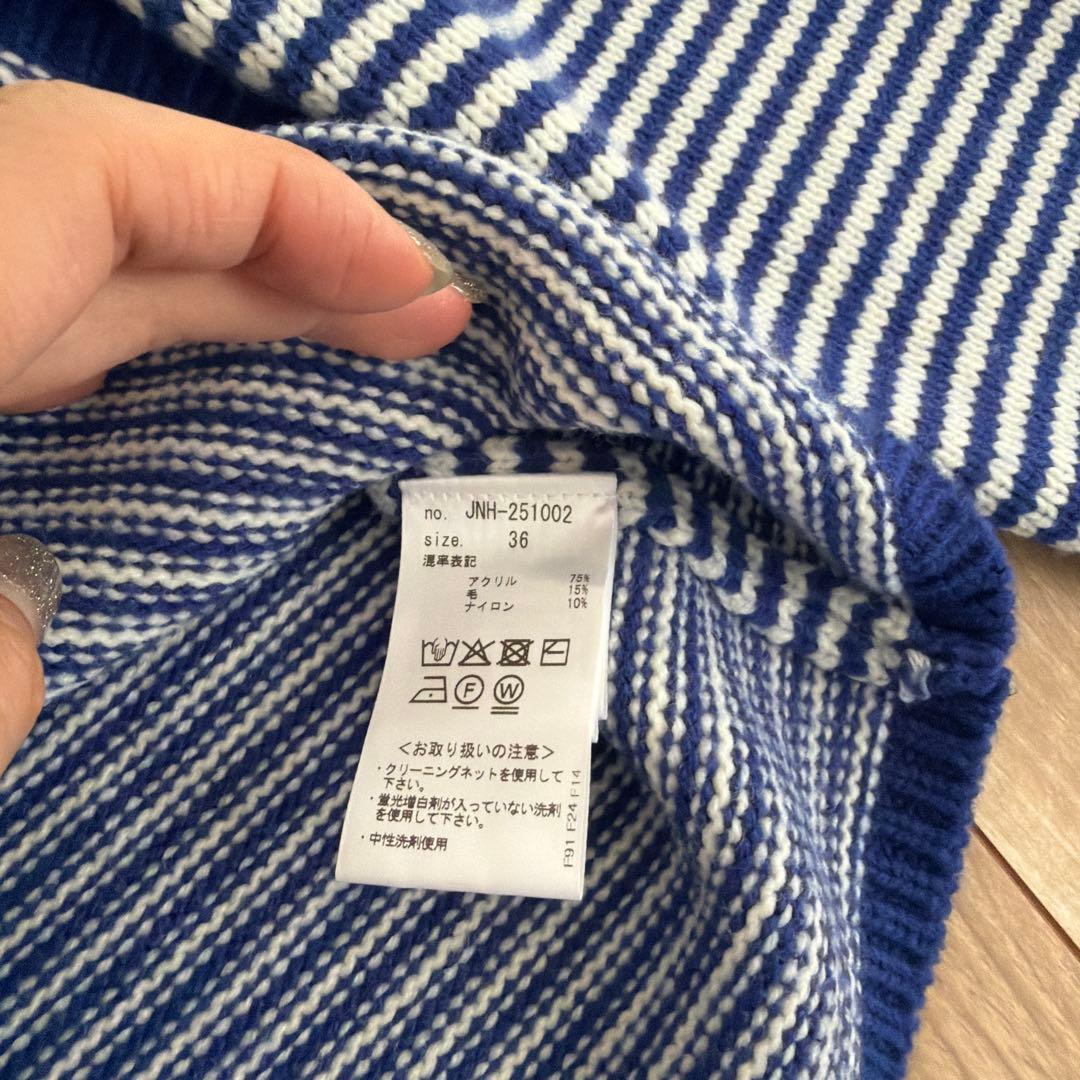 no. JNH-251002
size. 36
混率表記
アクリル 75%
毛 15%
ナイロン 10%
F
W
＜お取り扱いの注意＞
・クリーニングネットを使用して
下さい。
・蛍光増白剤が入っていない洗剤
を使用して下さい。
・中性洗剤使用
F91 F24 F14